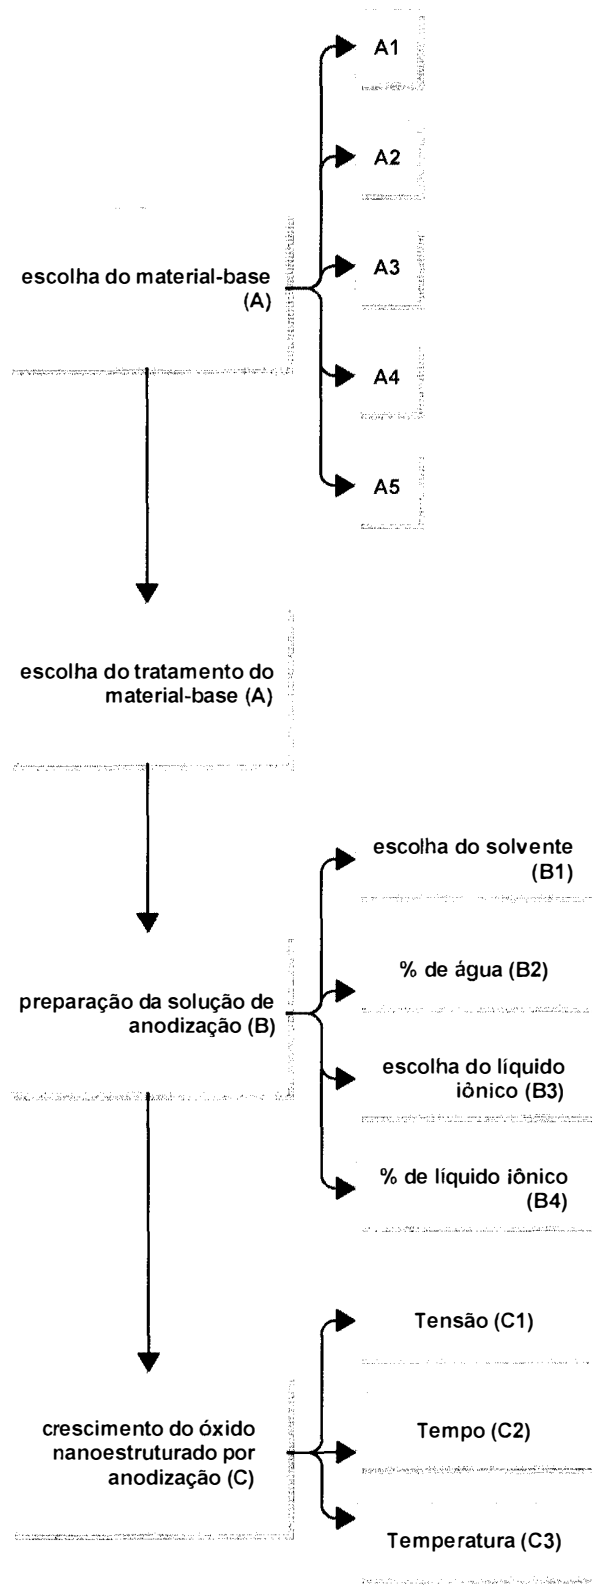 A1
A2
escolha do material-base
(A)
A3
A4
A5
escolha do tratamento do
material-base (A)
escolha do solvente
(B1)
% de água (B2)
preparação da solução de
anodização (B)
escolha do líquido
iônico (B3)
% de líquido iônico
(B4)
Tensão (C1)
crescimento do óxido
nanoestruturado por
anodização (C)
Tempo (C2)
Temperatura (C3)